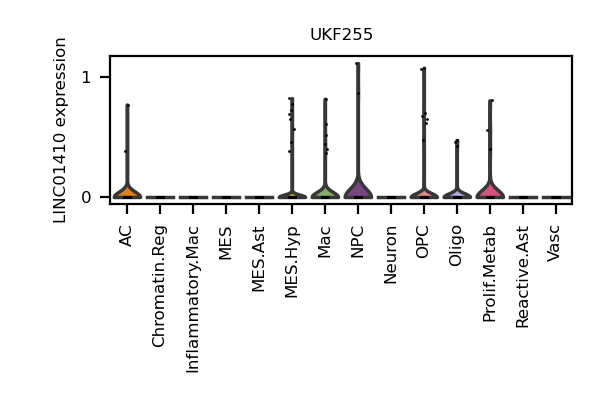 UKF255
LINC01410 expression
1
0
AC
Chromatin.Reg
Inflammatory.Mac
MES
MES.Ast
MES.Hyp
Mac
NPC
Neuron
OPC
Oligo
Prolif.Metab
Reactive.Ast
Vasc